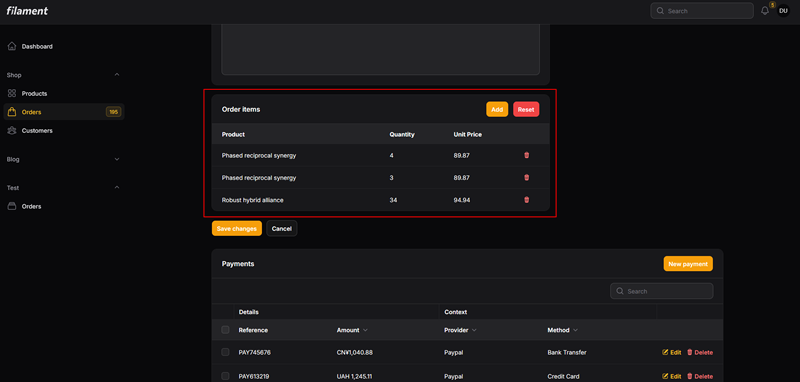 filament
Search
5
DU
Dashboard
Shop
Products
Orders 195
Customers
Blog
Test
Orders
Order items Add Reset
Product Quantity Unit Price
Phased reciprocal synergy 4 89.87
Phased reciprocal synergy 3 89.87
Robust hybrid alliance 34 94.94
Save changes Cancel
Payments New payment
Search
Details Context
Reference Amount Provider Method
PAY745676 CN¥1,040.88 Paypal Bank Transfer Edit Delete
PAY613219 UAH 1,245.11 Paypal Credit Card Edit Delete